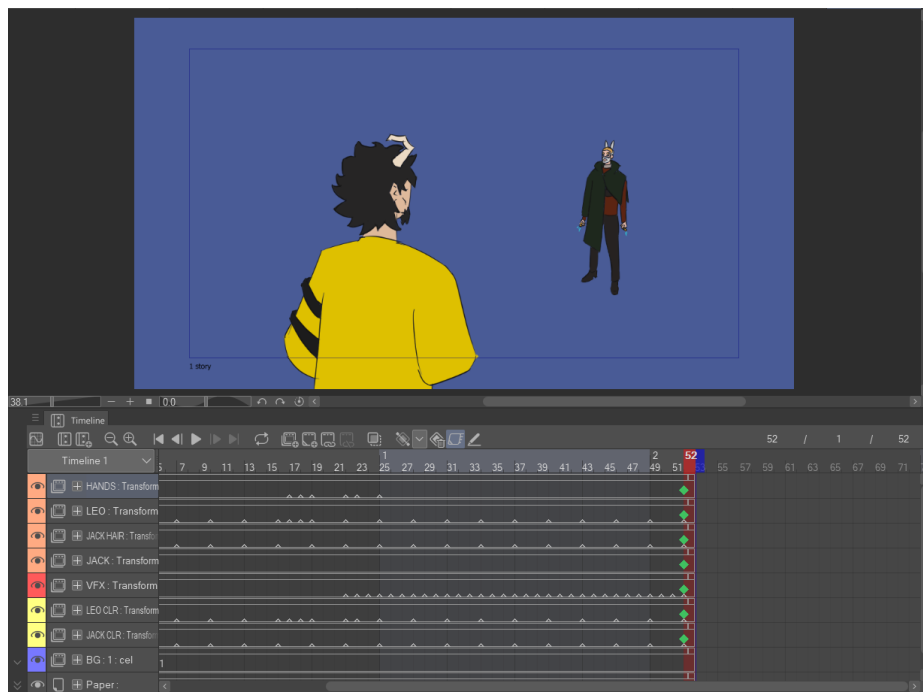 1 story
38.1
0.0
Timeline
52 / 1 / 52
Timeline 1
1 2 52
5 7 9 11 13 15 17 19 21 23 25 27 29 31 33 35 37 39 41 43 45 47 49 51 53 55 57 59 61 63 65 67 69 71
HANDS : Transform
LEO : Transform
JACK HAIR : Transfor
JACK : Transform
VFX : Transform
LEO CLR : Transform
JACK CLR : Transform
BG : 1 : cel
1
Paper :